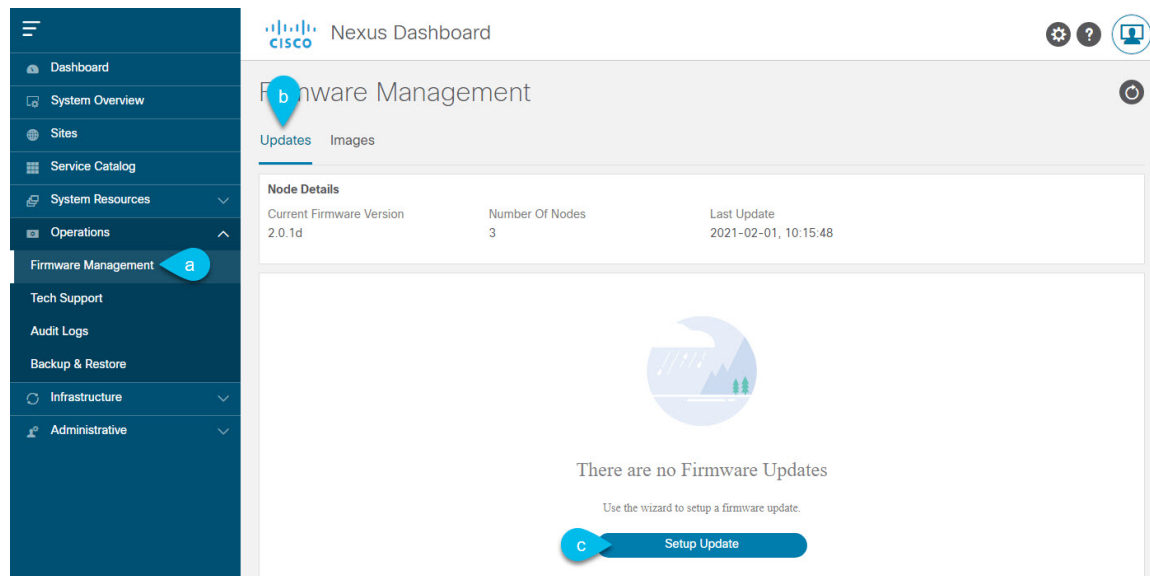 CISCO Nexus Dashboard
?
Dashboard
System Overview
Sites
Service Catalog
System Resources
Operations
Firmware Management
a
Tech Support
Audit Logs
Backup & Restore
Infrastructure
Administrative
Firmware Management
b
Updates Images
Node Details
Current Firmware Version Number Of Nodes Last Update
2.0.1d 3 2021-02-01, 10:15:48
There are no Firmware Updates
Use the wizard to setup a firmware update.
c Setup Update